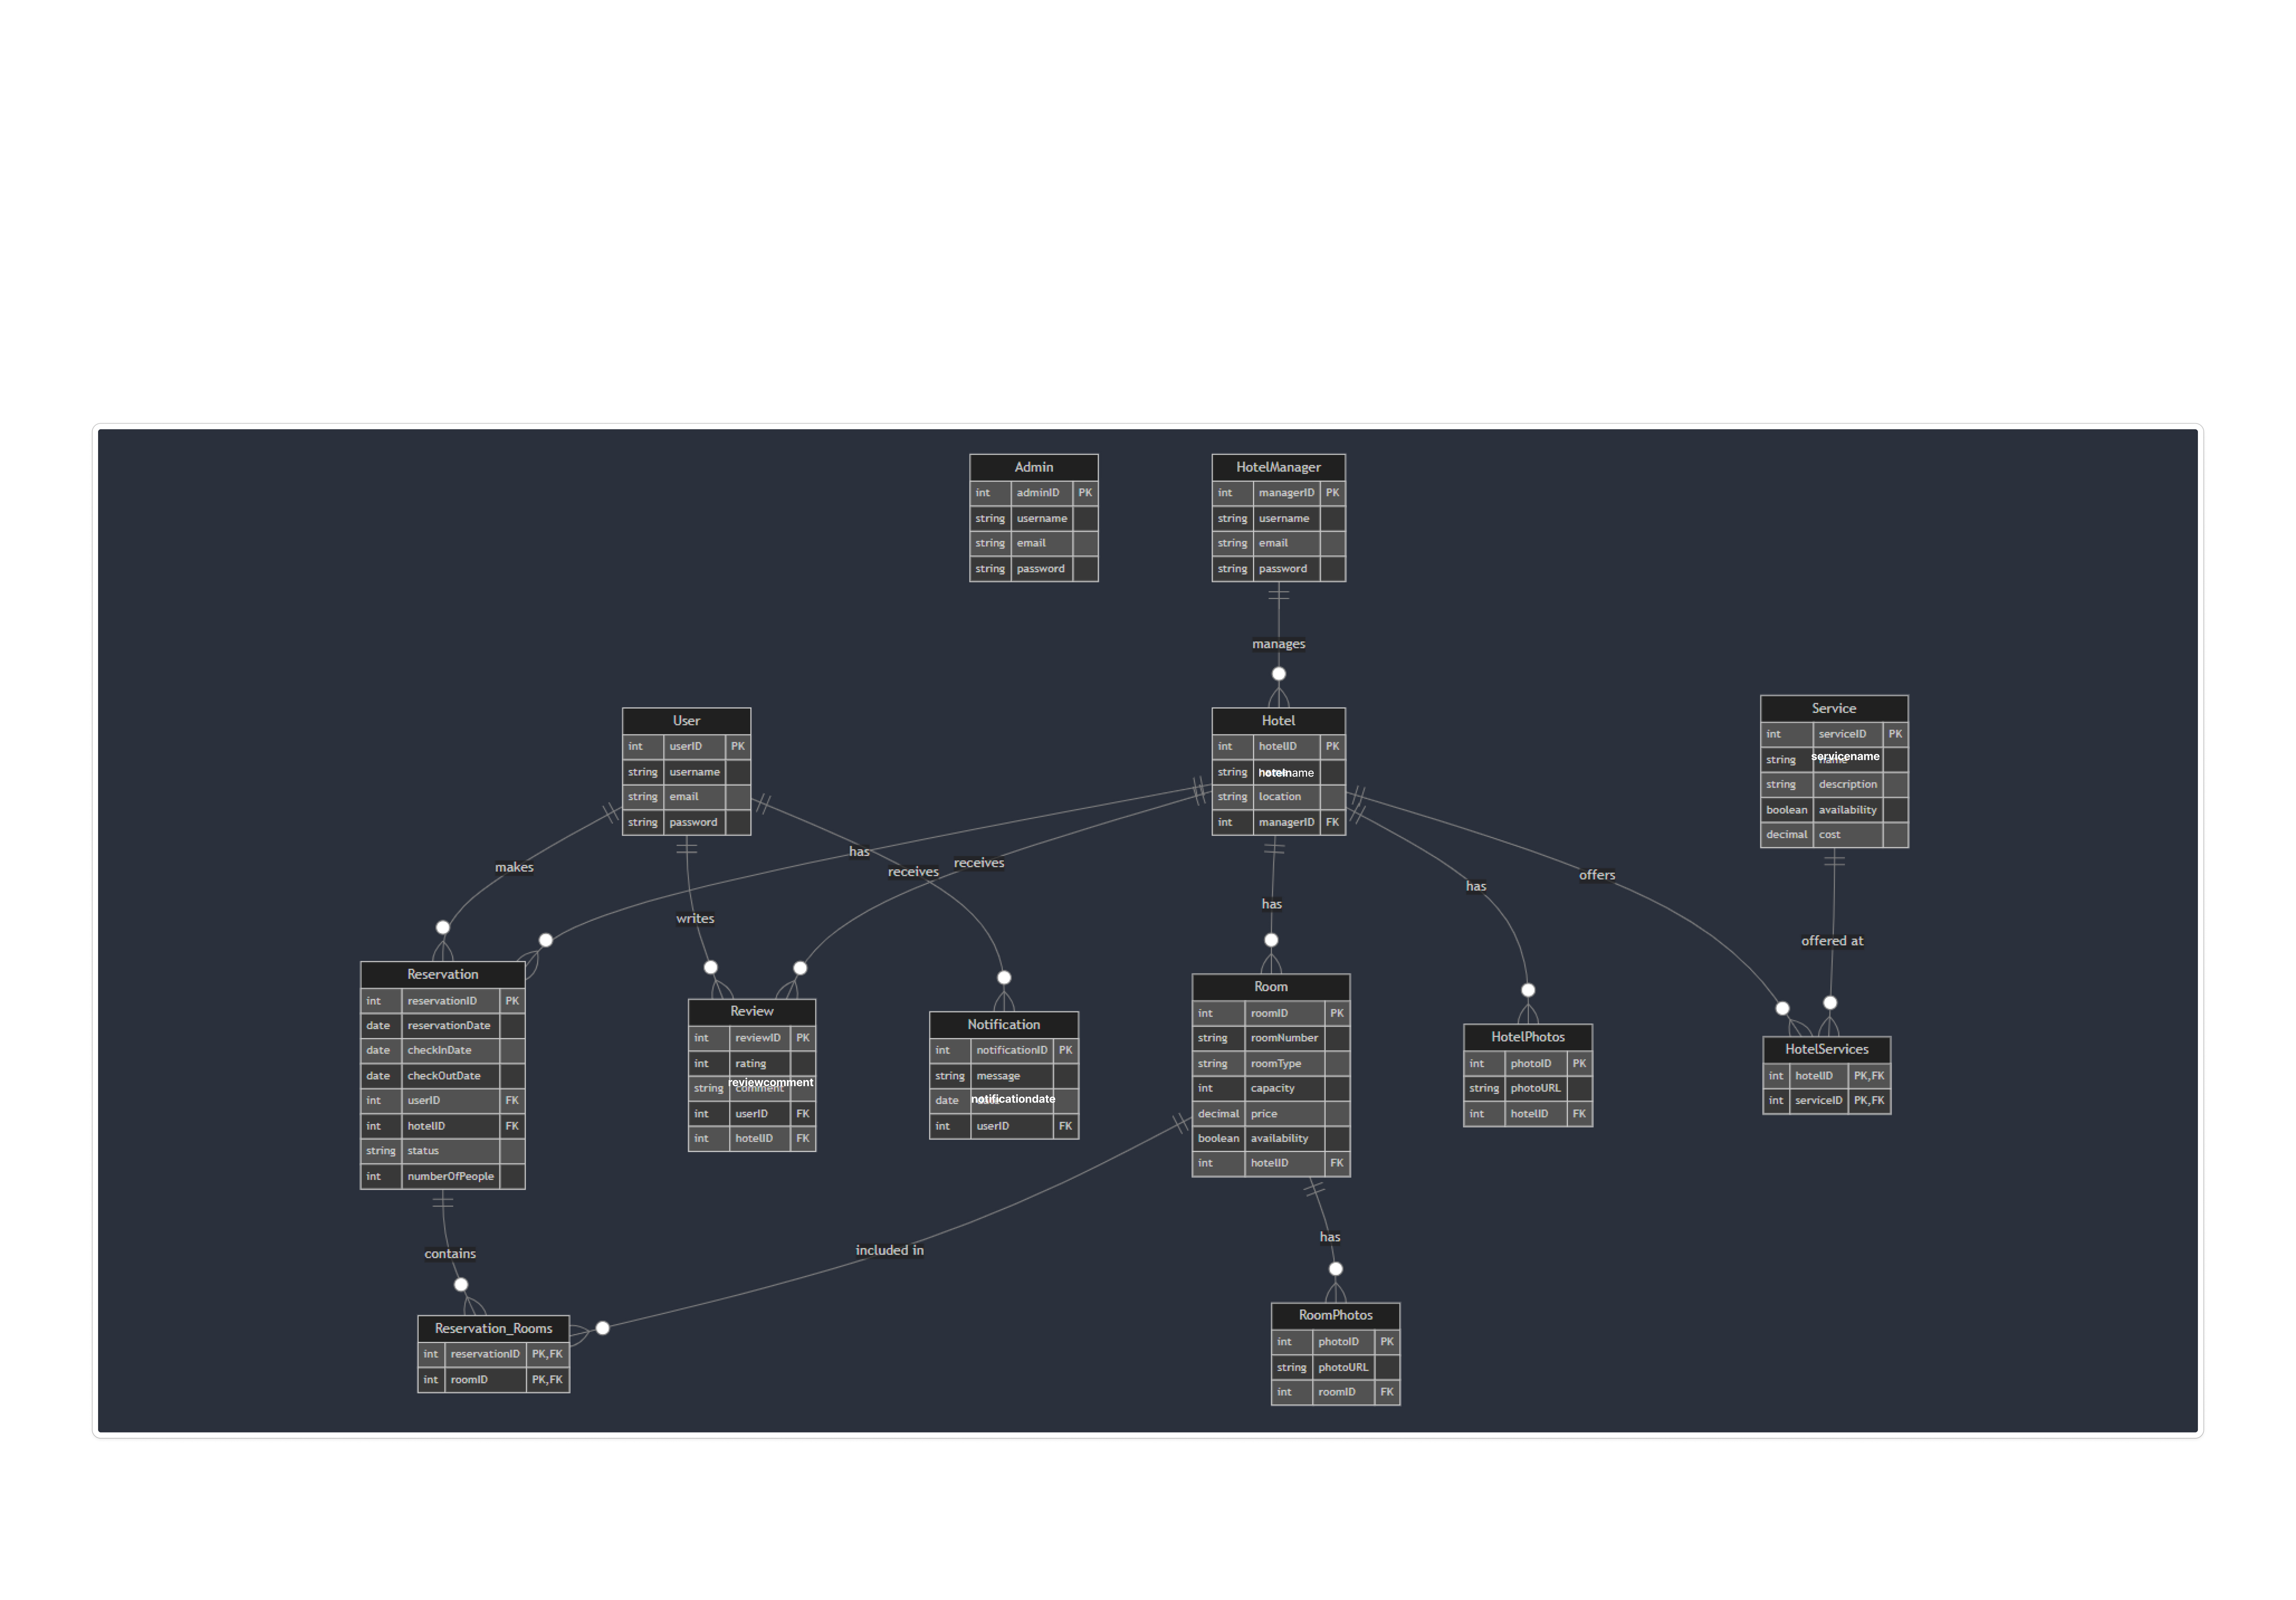 Admin
int adminID PK
string username
string email
string password
HotelManager
int managerID PK
string username
string email
string password
manages
User
int userID PK
string username
string email
string password
Hotel
int hotelID PK
string hotelname
string location
int managerID FK
Service
int serviceID PK
string servicename
string description
boolean availability
decimal cost
makes
has
receives
receives
writes
has
has
offers
offered at
Reservation
int reservationID PK
date reservationDate
date checkInDate
date checkOutDate
int userID FK
int hotelID FK
string status
int numberOfPeople
Review
int reviewID PK
int rating
string reviewcomment
int userID FK
int hotelID FK
Notification
int notificationID PK
string message
date notificationdate
int userID FK
Room
int roomID PK
string roomNumber
string roomType
int capacity
decimal price
boolean availability
int hotelID FK
HotelPhotos
int photoID PK
string photoURL
int hotelID FK
HotelServices
int hotelID PK,FK
int serviceID PK,FK
contains
included in
has
Reservation_Rooms
int reservationID PK,FK
int roomID PK,FK
RoomPhotos
int photoID PK
string photoURL
int roomID FK